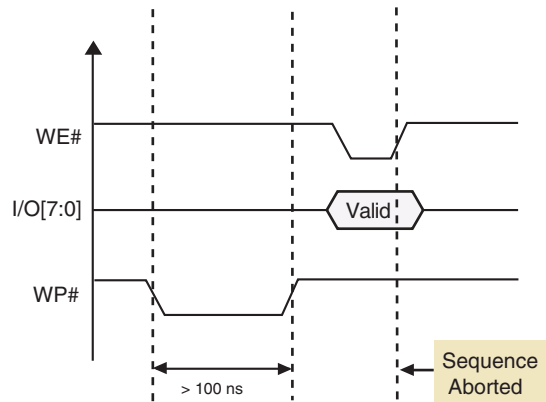 WE#
I/O[7:0]
Valid
WP#
> 100 ns
Sequence
Aborted